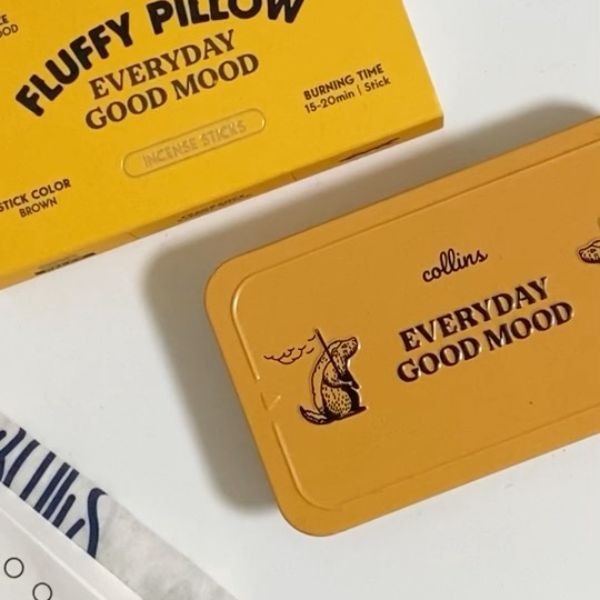 FLUFFY PILLOW
EVERYDAY
GOOD MOOD
BURNING TIME
15-20min | Stick
INCENSE STICKS
STICK COLOR
BROWN
collins
EVERYDAY
GOOD MOOD